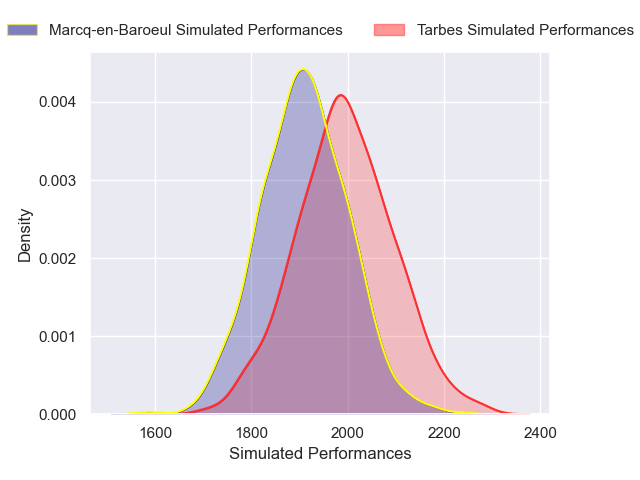 Marcq-en-Baroeul Simulated Performances Tarbes Simulated Performances
0.004
0.003
0.002
0.001
0.000
Density
1600 1800 2000 2200 2400
Simulated Performances